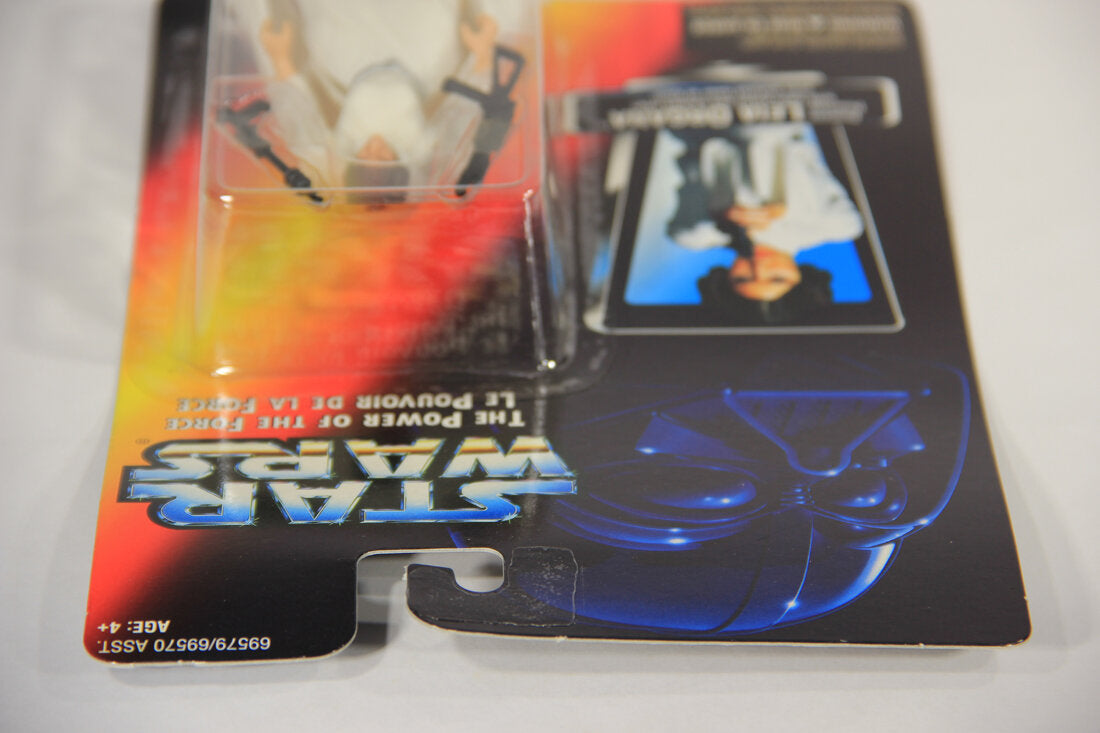 69579/69570 ASST.
AGE: 4+
STAR
WARS
THE POWER OF THE FORCE
LE POUVOIR DE LA FORCE
LEIA ORGANA